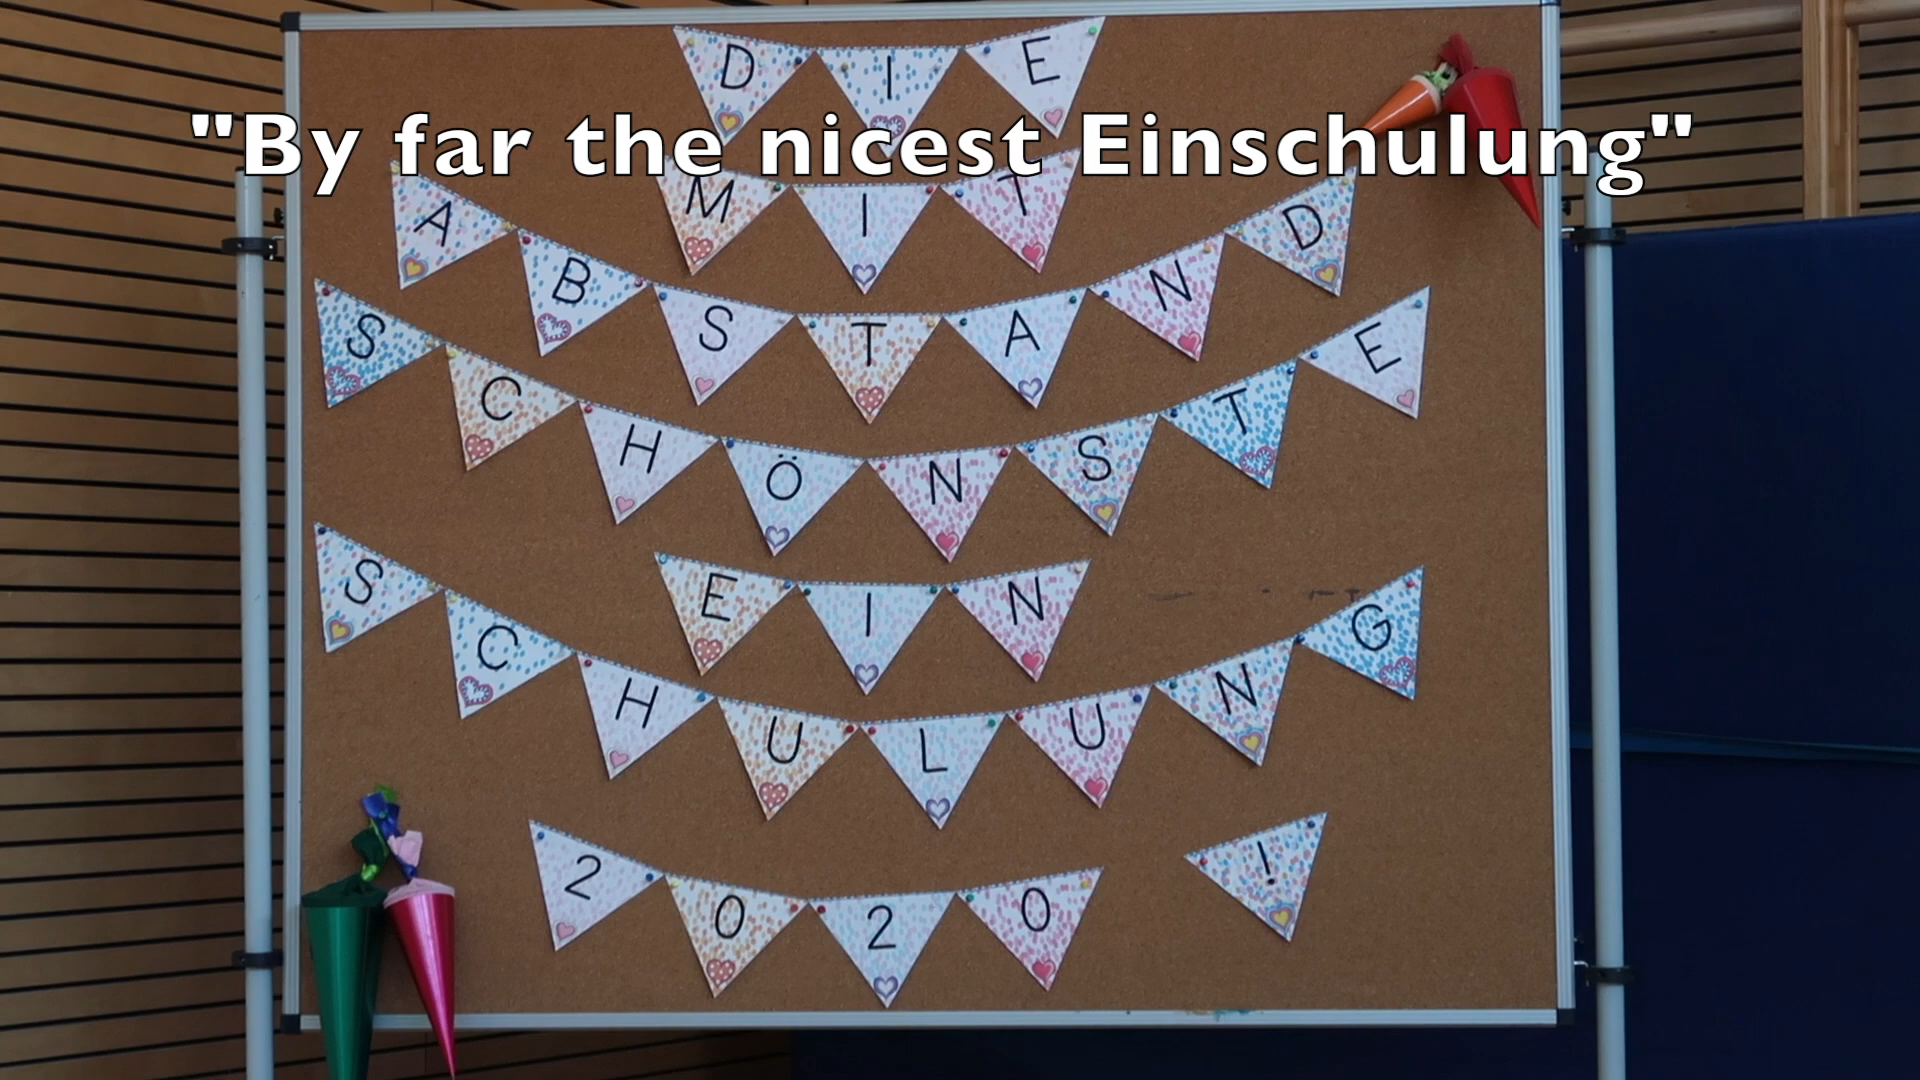 DIE
"By far the nicest Einschulung"
MIT
ABSTAND
SCHÖNSTE
EIN
SCHULUNG
2020 !